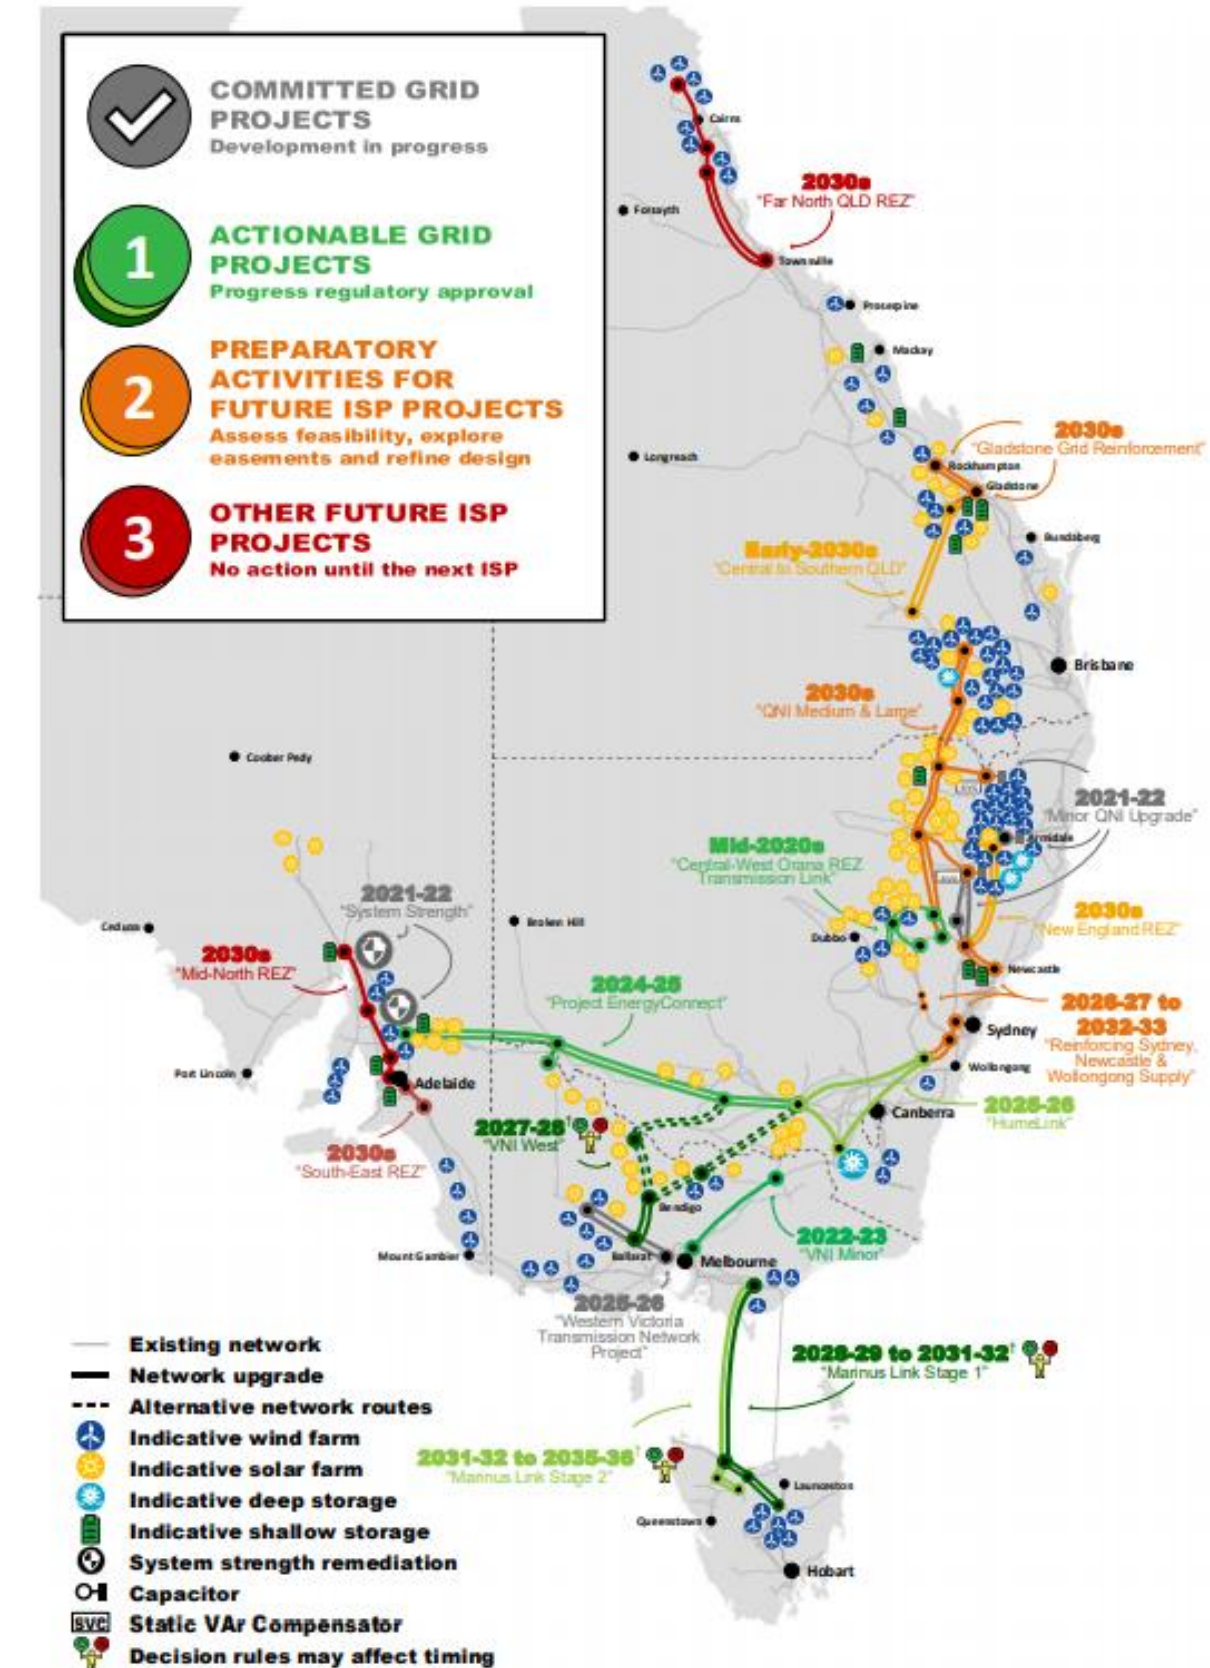 COMMITTED GRID
PROJECTS
Development in progress
1
ACTIONABLE GRID
PROJECTS
Progress regulatory approval
2
PREPARATORY
ACTIVITIES FOR
FUTURE ISP PROJECTS
Assess feasibility, explore
easements and refine design
3
OTHER FUTURE ISP
PROJECTS
No action until the next ISP
Cairns
2030s
"Far North QLD REZ"
Forsayth
Townsville
Proserpine
Mackay
2030s
"Gladstone Grid Reinforcement"
Longreach
Rockhampton
Gladstone
Bundaberg
Early-2030s
"Central to Southern QLD"
Brisbane
2030s
"QNI Medium & Large"
Coober Pedy
2021-22
"Minor QNI Upgrade"
Armidale
Mid-2020s
"Central-West Orana REZ
Transmission Link"
2021-22
"System Strength"
Broken Hill
Ceduna
Dubbo
2030s
"New England REZ"
2030s
"Mid-North REZ"
Newcastle
2024-25
"Project EnergyConnect"
2026-27 to
2032-33
"Reinforcing Sydney,
Newcastle &
Wollongong Supply"
Sydney
Wollongong
Port Lincoln
Adelaide
Canberra
2025-26
"HumeLink"
2027-28†
"VNI West"
2030s
"South-East REZ"
Bendigo
2022-23
"VNI Minor"
Mount Gambier
Ballarat
Melbourne
2025-26
"Western Victoria
Transmission Network
Project"
2028-29 to 2031-32†
"Marinus Link Stage 1"
2031-32 to 2035-36†
"Marinus Link Stage 2"
Launceston
Queenstown
Hobart
Existing network
Network upgrade
Alternative network routes
Indicative wind farm
Indicative solar farm
Indicative deep storage
Indicative shallow storage
System strength remediation
Capacitor
SVC Static VAr Compensator
Decision rules may affect timing